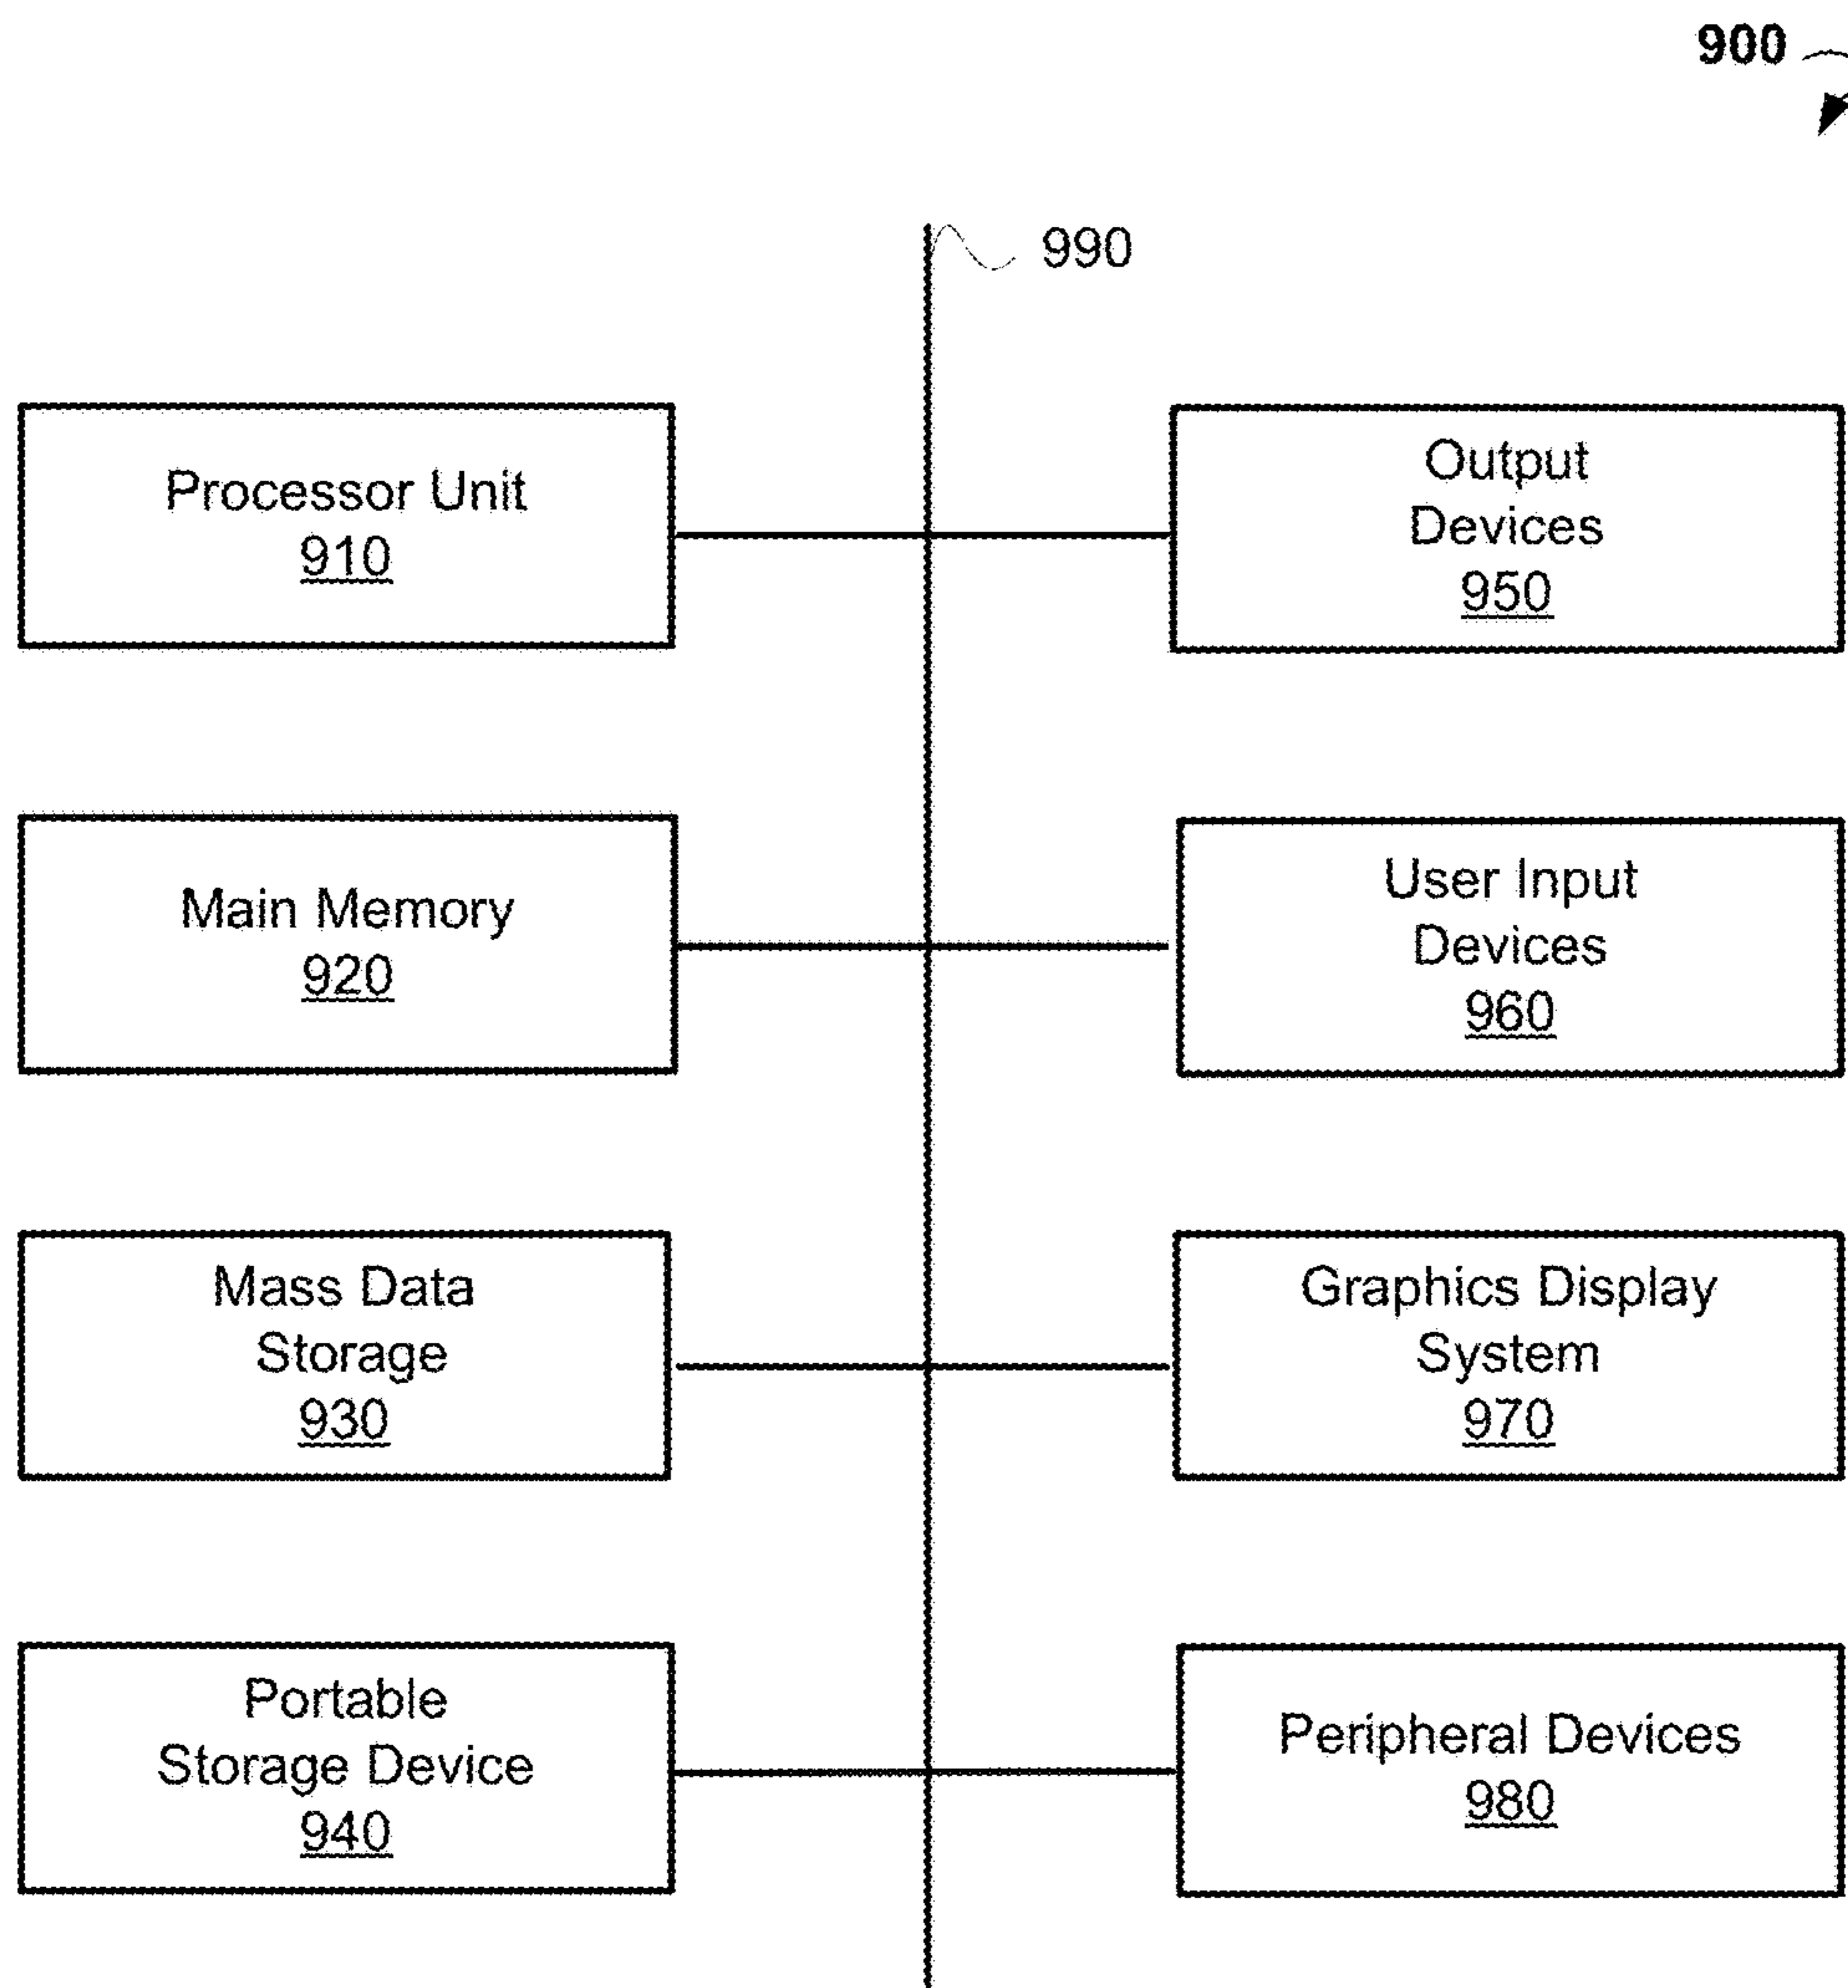 900
990
Processor Unit
910
Output
Devices
950
Main Memory
920
User Input
Devices
960
Mass Data
Storage
930
Graphics Display
System
970
Portable
Storage Device
940
Peripheral Devices
980